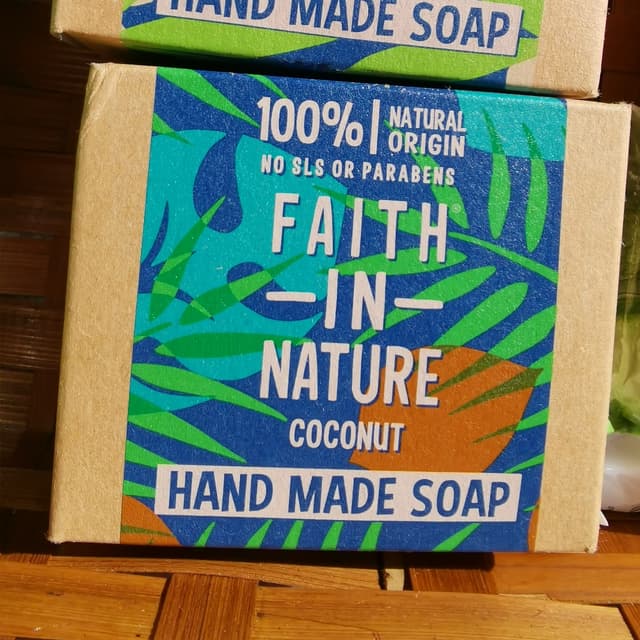 HAND MADE SOAP
100% | NATURAL
ORIGIN
NO SLS OR PARABENS
FAITH®
—IN—
NATURE
COCONUT
HAND MADE SOAP